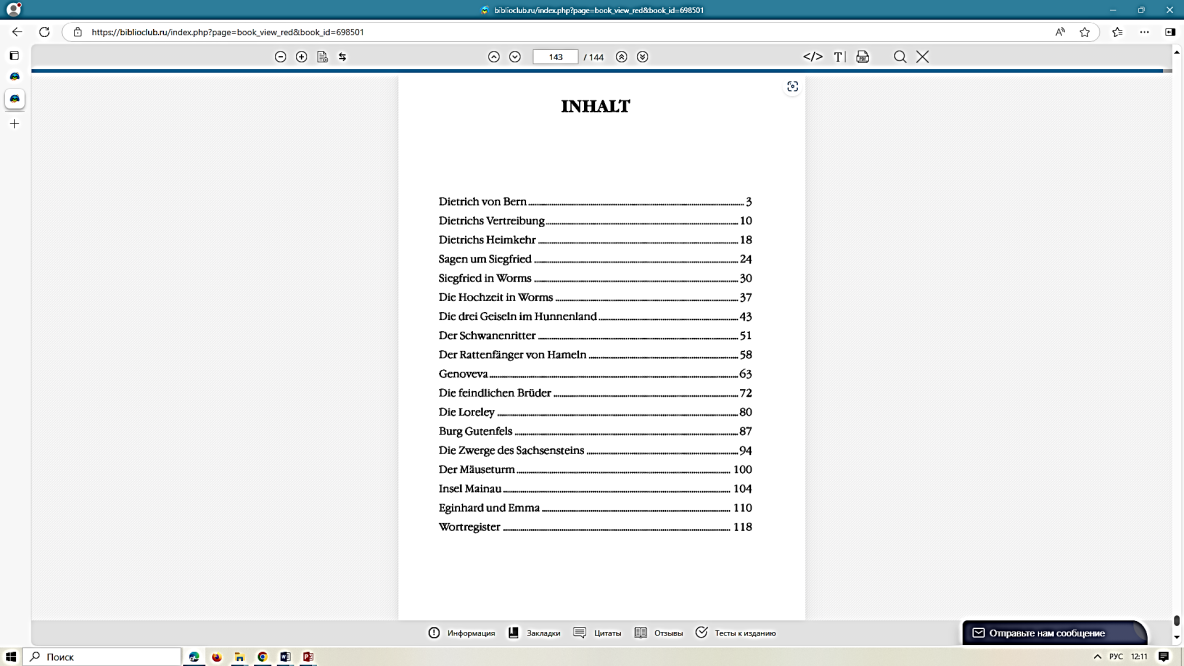 biblioclub.ru/index.php?page=book_view_red&book_id=698501
https://biblioclub.ru/index.php?page=book_view_red&book_id=698501
143 / 144
INHALT
Dietrich von Bern 3
Dietrichs Vertreibung 10
Dietrichs Heimkehr 18
Sagen um Siegfried 24
Siegfried in Worms 30
Die Hochzeit in Worms 37
Die drei Geiseln im Hunnenland 43
Der Schwanenritter 51
Der Rattenfänger von Hameln 58
Genoveva 63
Die feindlichen Brüder 72
Die Loreley 80
Burg Gutenfels 87
Die Zwerge des Sachsensteins 94
Der Mäuseturm 100
Insel Mainau 104
Eginhard und Emma 110
Wortregister 118
Информация Закладки Цитаты Отзывы Тесты к изданию
Отправьте нам сообщение
Поиск
РУС 12:11